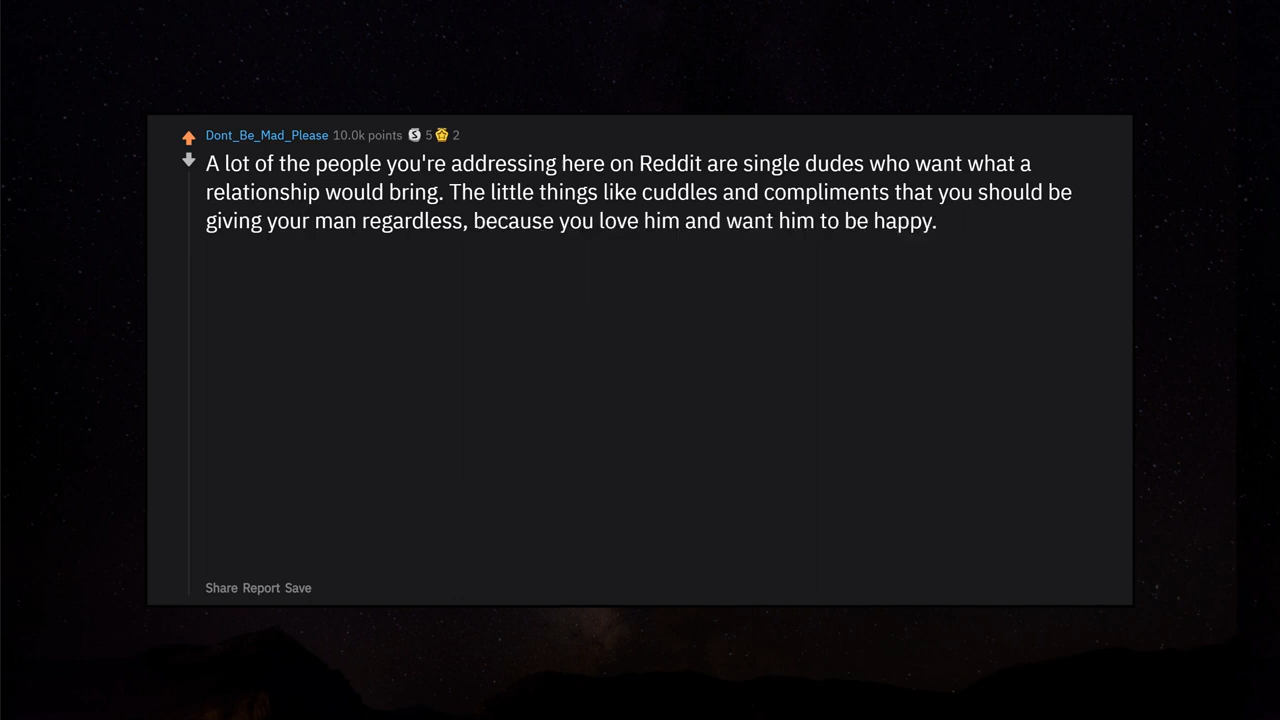 Dont_Be_Mad_Please 10.0k points S 5 2
A lot of the people you're addressing here on Reddit are single dudes who want what a
relationship would bring. The little things like cuddles and compliments that you should be
giving your man regardless, because you love him and want him to be happy.
Share Report Save